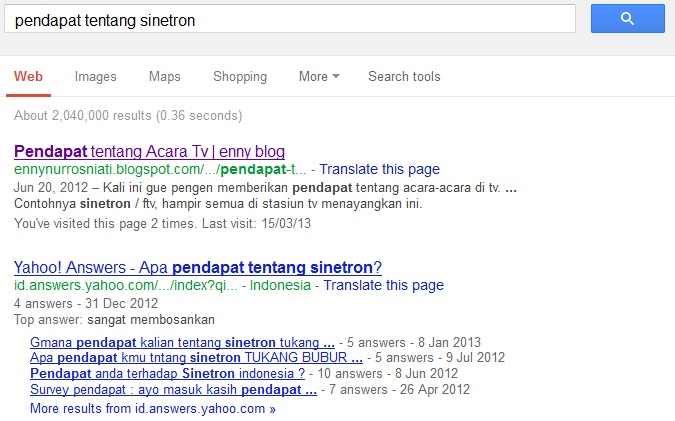 pendapat tentang sinetron
Web Images Maps Shopping More Search tools
About 2,040,000 results (0.36 seconds)
Pendapat tentang Acara Tv | enny blog
ennynurrosniati.blogspot.com/.../pendapat-t... - Translate this page
Jun 20, 2012 – Kali ini gue pengen memberikan pendapat tentang acara-acara di tv. ...
Contohnya sinetron / ftv, hampir semua di stasiun tv menayangkan ini.
You've visited this page 2 times. Last visit: 15/03/13
Yahoo! Answers - Apa pendapat tentang sinetron?
id.answers.yahoo.com/.../index?qi... - Indonesia - Translate this page
4 answers - 31 Dec 2012
Top answer: sangat membosankan
Gmana pendapat kalian tentang sinetron tukang ... - 5 answers - 8 Jan 2013
Apa pendapat kmu tntang sinetron TUKANG BUBUR ... - 5 answers - 9 Jul 2012
Pendapat anda terhadap Sinetron indonesia ? - 10 answers - 8 Jun 2012
Survey pendapat : ayo masuk kasih pendapat ... - 7 answers - 26 Apr 2012
More results from id.answers.yahoo.com »